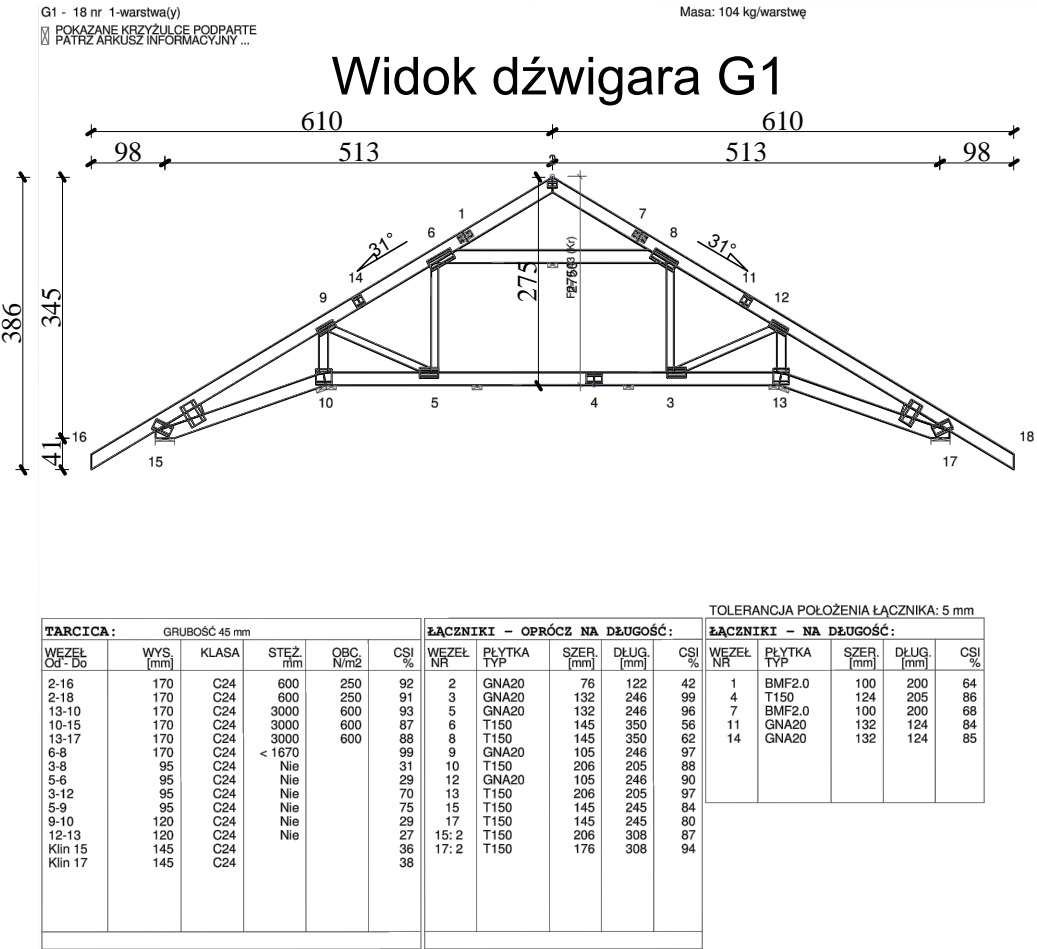 G1 - 18 nr 1-warstwa(y)
Masa: 104 kg/warstwę
POKAZANE KRZYŻULCE PODPARTE
PATRZ ARKUSZ INFORMACYJNY ...
Widok dźwigara G1
610 610
98 513 513 98
2
1 7
6 8
31° 31°
14 11
9 12
386 345 275
41
10 5 4 3 13
16 18
15 17
TOLERANCJA POŁOŻENIA ŁĄCZNIKA: 5 mm
TARCICA: GRUBOŚĆ 45 mm
WĘZEŁ WYS. KLASA STĘŻ. OBC. CSI
Od - Do [mm] mm N/m2 %
2-16 170 C24 600 250 92
2-18 170 C24 600 250 91
13-10 170 C24 3000 600 93
10-15 170 C24 3000 600 87
13-17 170 C24 3000 600 88
6-8 170 C24 < 1670 99
3-8 95 C24 Nie 31
5-6 95 C24 Nie 29
3-12 95 C24 Nie 70
5-9 95 C24 Nie 75
9-10 120 C24 Nie 29
12-13 120 C24 Nie 27
Klin 15 145 C24 36
Klin 17 145 C24 38
ŁĄCZNIKI - OPRÓCZ NA DŁUGOŚĆ:
WĘZEŁ PŁYTKA SZER. DŁUG. CSI
NR TYP [mm] [mm] %
2 GNA20 76 122 42
3 GNA20 132 246 99
5 GNA20 132 246 96
6 T150 145 350 56
8 T150 145 350 62
9 GNA20 105 246 97
10 T150 206 205 88
12 GNA20 105 246 90
13 T150 206 205 97
15 T150 145 245 84
17 T150 145 245 80
15: 2 T150 206 308 87
17: 2 T150 176 308 94
ŁĄCZNIKI - NA DŁUGOŚĆ:
WĘZEŁ PŁYTKA SZER. DŁUG. CSI
NR TYP [mm] [mm] %
1 BMF2.0 100 200 64
4 T150 124 205 86
7 BMF2.0 100 200 68
11 GNA20 132 124 84
14 GNA20 132 124 85